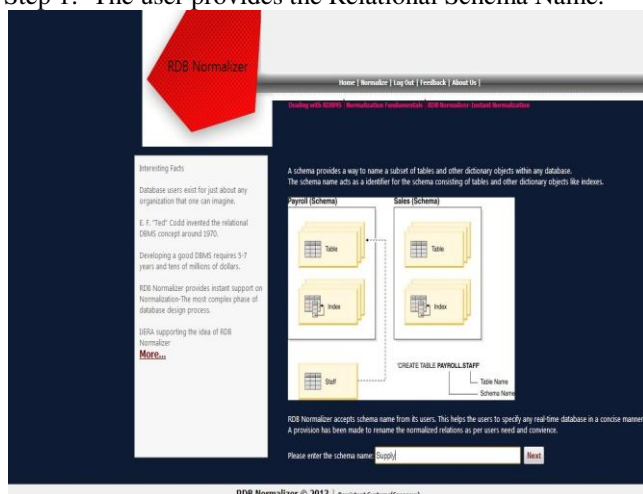 Step 1: The user provides the Relational Schema Name.
RDB Normalizer
Home | Normalize | Log Out | Feedback | About Us |
Dealing with RDBMS | Normalization Fundamentals | RDB Normalizer- Instant Normalization
Interesting Facts
Database users exist for just about any
organization that one can imagine.
E. F. "Ted" Codd invented the relational
DBMS concept around 1970.
Developing a good DBMS requires 5-7
years and tens of millions of dollars.
RDB Normalizer provides instant support on
Normalization-The most complex phase of
database design process.
supporting the idea of RDB
Normalizer
More...
A schema provides a way to name a subset of tables and other dictionary objects within any database.
The schema name acts as a identifier for the schema consisting of tables and other dictionary objects like indexes.
Payroll (Schema)
Sales (Schema)
Table
Table
Index
Index
Staff
'CREATE TABLE PAYROLL.STAFF'
Table Name
Schema Name
RDB Normalizer accepts schema name from its users. This helps the users to specify any real-time database in a concise manner
A provision has been made to rename the normalized relations as per users need and convience.
Please enter the schema name: Supply
Next
RDB Normalizer © 2012 |